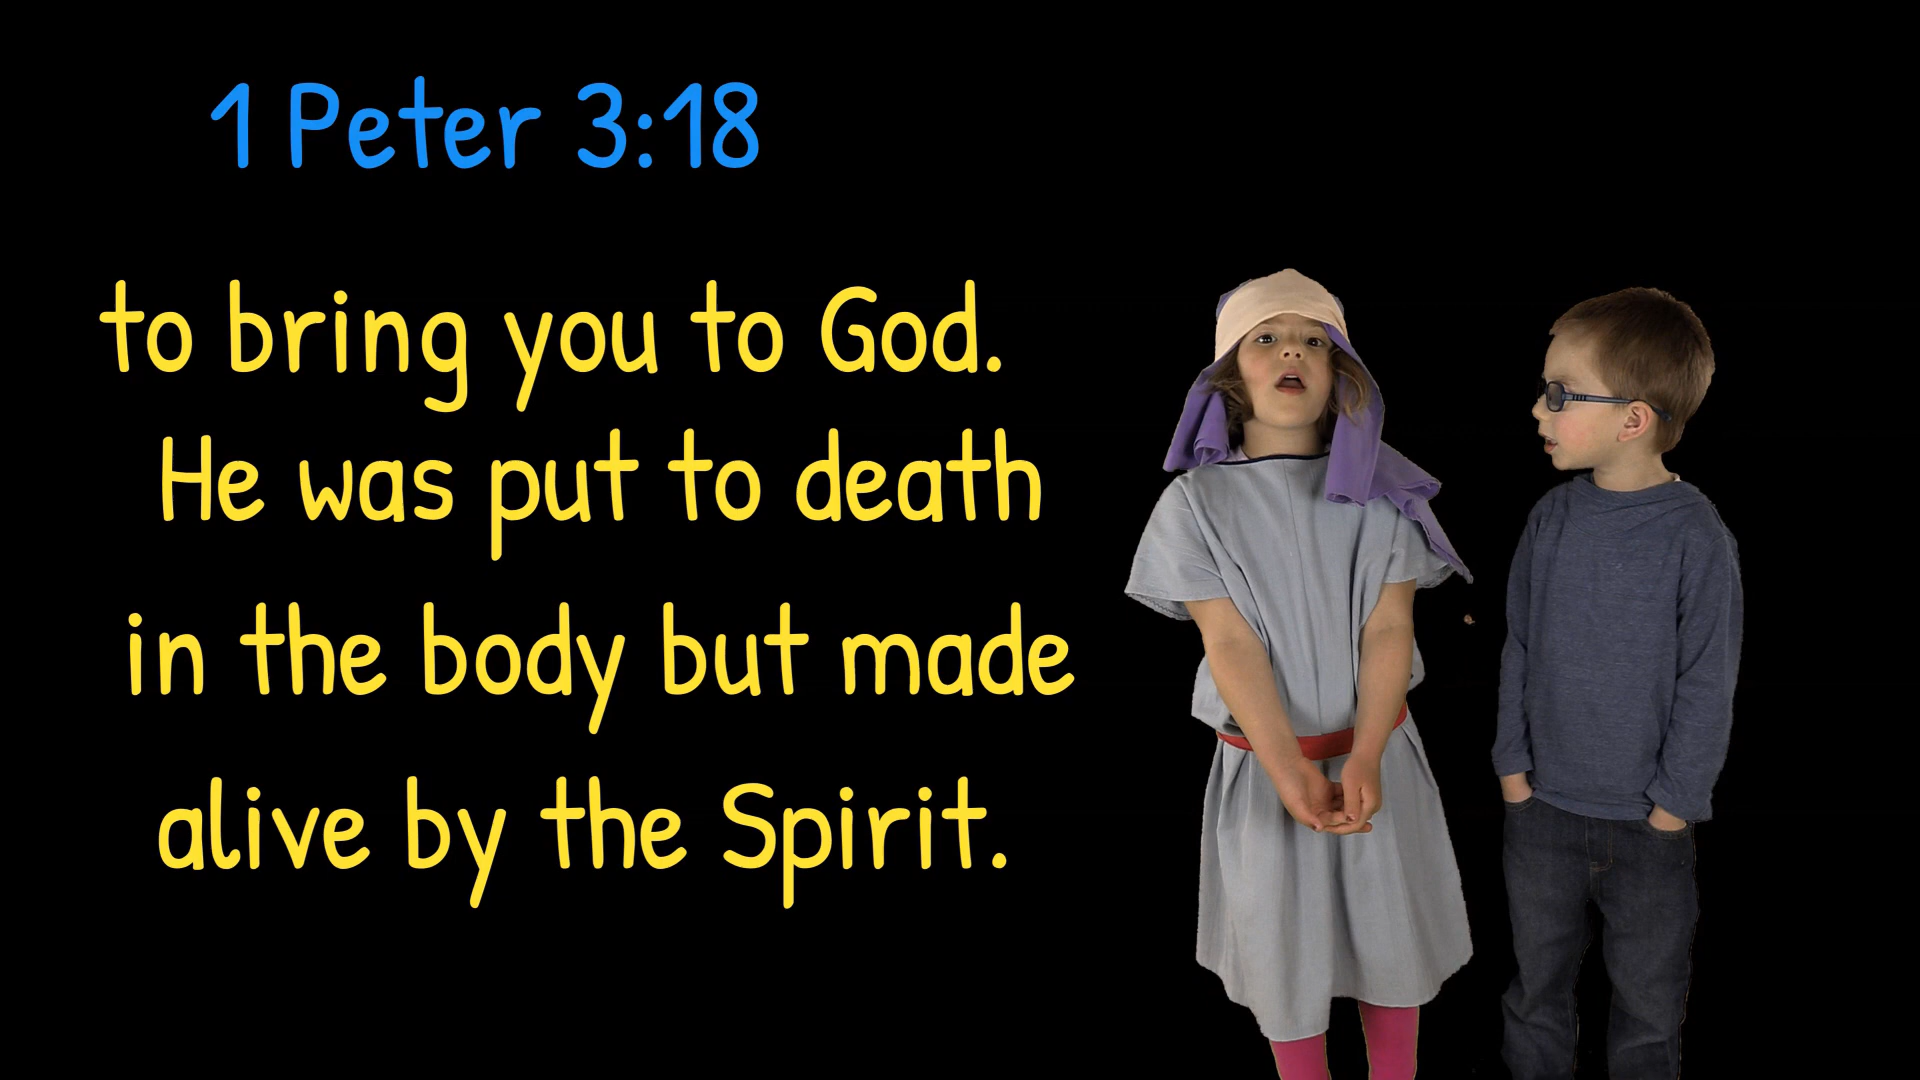 1 Peter 3:18
to bring you to God.
He was put to death
in the body but made
alive by the Spirit.